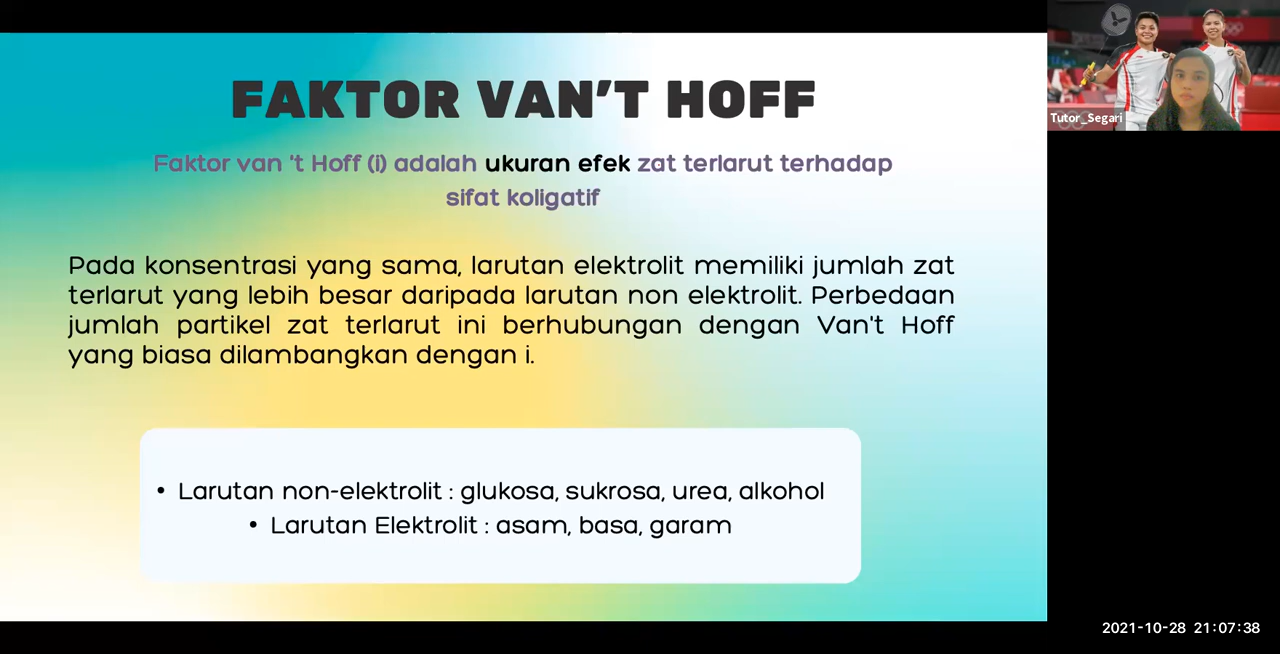 FAKTOR VAN'T HOFF
Faktor van 't Hoff (i) adalah ukuran efek zat terlarut terhadap
sifat koligatif
Pada konsentrasi yang sama, larutan elektrolit memiliki jumlah zat
terlarut yang lebih besar daripada larutan non elektrolit. Perbedaan
jumlah partikel zat terlarut ini berhubungan dengan Van't Hoff
yang biasa dilambangkan dengan i.
• Larutan non-elektrolit : glukosa, sukrosa, urea, alkohol
• Larutan Elektrolit : asam, basa, garam
Tutor_Segari
2021-10-28 21:07:38